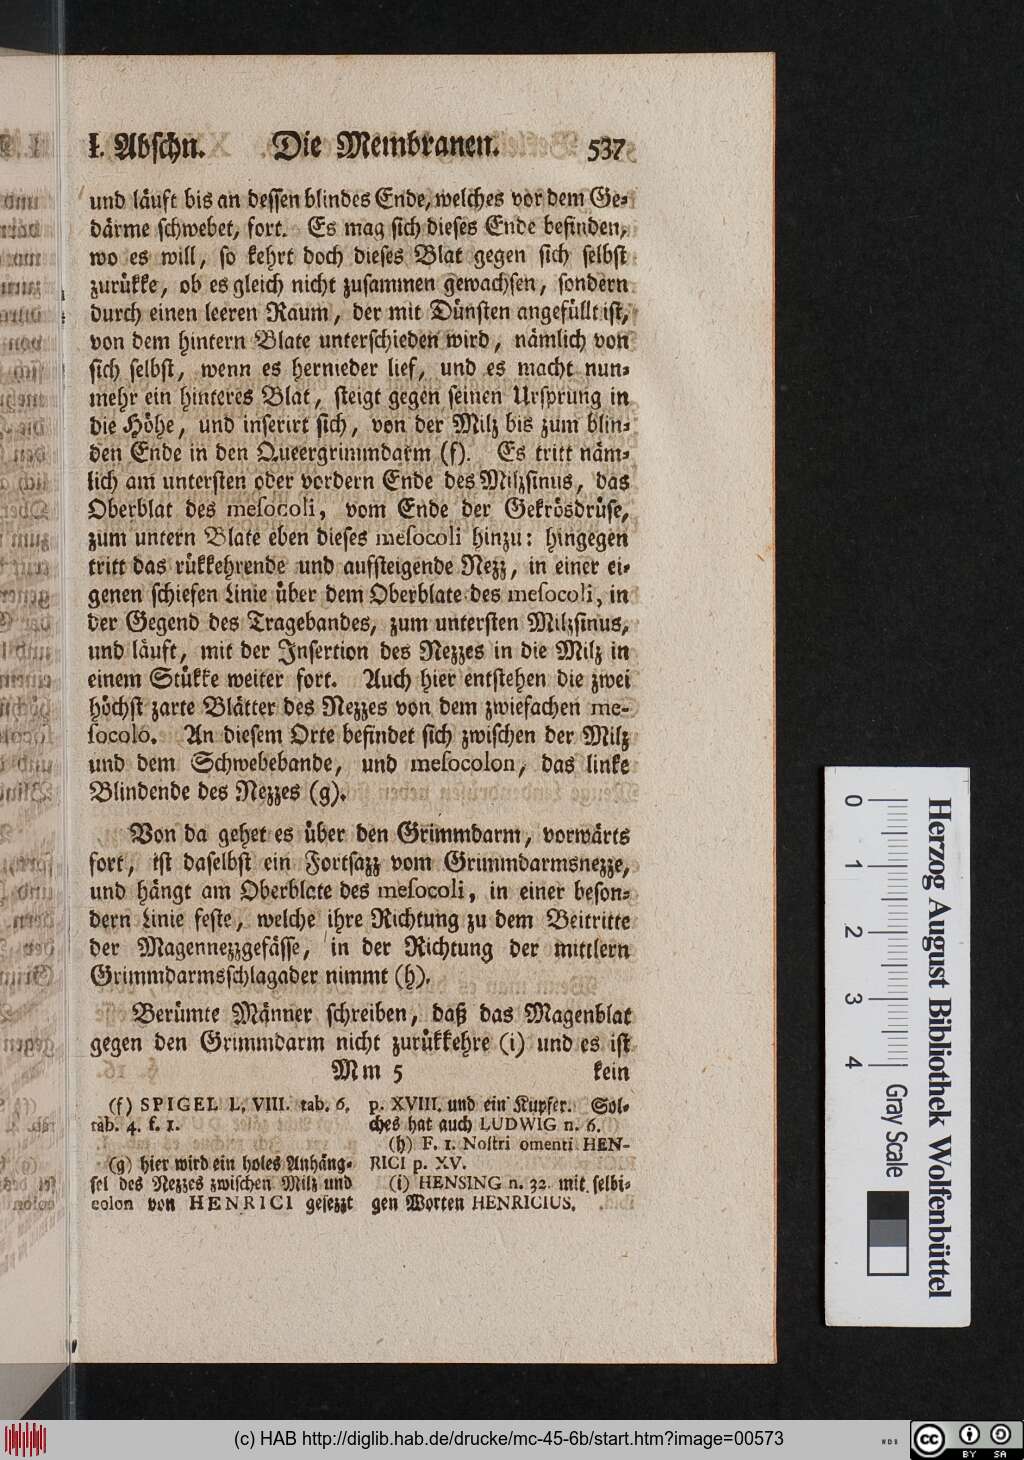 I. Abschn. Die Membranen. 537
und läuft bis an dessen blindes Ende, welches vor dem Ge-
därme schwebet, fort. Es mag sich dieses Ende befinden,
wo es will, so kehrt doch dieses Blat gegen sich selbst
zurükke, ob es gleich nicht zusammen gewachsen, sondern
durch einen leeren Raum, der mit Dünsten angefüllt ist,
von dem hintern Blate unterschieden wird, nämlich von
sich selbst, wenn es hernieder lief, und es macht nun-
mehr ein hinteres Blat, steigt gegen seinen Ursprung in
die Höhe, und inserirt sich, von der Milz bis zum blin-
den Ende in den Queergrimmdarm (f). Es tritt näm-
lich am untersten oder vordern Ende des Milzsinus, das
Oberblat des mesocoli, vom Ende der Gekrösdrüse,
zum untern Blate eben dieses mesocoli hinzu: hingegen
tritt das rükkehrende und aufsteigende Nezz, in einer ei-
genen schiefen Linie über dem Oberblate des mesocoli, in
der Gegend des Tragebandes, zum untersten Milzsinus,
und läuft, mit der Insertion des Nezzes in die Milz in
einem Stükke weiter fort. Auch hier entstehen die zwei
höchst zarte Blätter des Nezzes von dem zwiefachen me-
socolo. An diesem Orte befindet sich zwischen der Milz
und dem Schwebebande, und mesocolon, das linke
Blindende des Nezzes (g).
Von da gehet es über den Grimmdarm, vorwärts
fort, ist daselbst ein Fortsazz vom Grimmdarmsnezze,
und hängt am Oberblate des mesocoli, in einer beson-
dern Linie feste, welche ihre Richtung zu dem Beitritte
der Magennezzgefässe, in der Richtung der mittlern
Grimmdarmsschlagader nimmt (h).
Berümte Männer schreiben, daß das Magenblat
gegen den Grimmdarm nicht zurükkehre (i) und es ist
Mm 5 kein
(f) SPIGEL L. VIII. tab. 6.
tab. 4. f. 1.
(g) hier wird ein holes Anhäng-
sel des Nezzes zwischen Milz und
colon von HENRICI gesezzt
p. XVIII. und ein Kupfer. Sol-
ches hat auch LUDWIG n. 6.
(h) F. 1. Nostri omenti HEN-
RICI p. XV.
(i) HENSING n. 32. mit selbi-
gen Worten HENRICIUS.
Herzog August Bibliothek Wolfenbüttel
0 1 2 3 4
Gray Scale
(c) HAB http://diglib.hab.de/drucke/mc-45-6b/start.htm?image=00573
cc BY SA